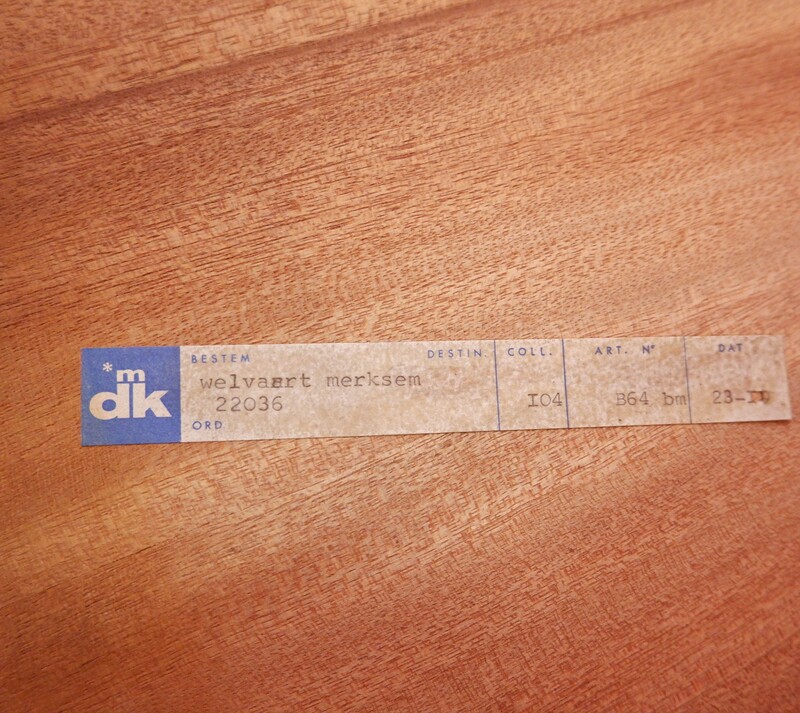 *m
dk
BESTEM DESTIN. COLL. ART. N° DAT
welvaart merksem
22036 I04 B64 bm
ORD